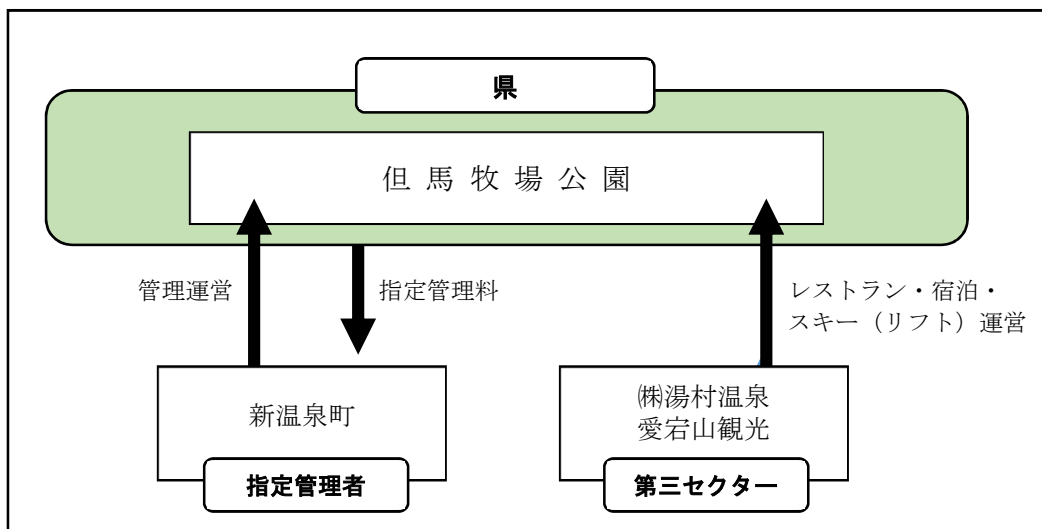 県
但馬牧場公園
管理運営
指定管理料
レストラン・宿泊・
スキー（リフト）運営
新温泉町
指定管理者
㈱湯村温泉
愛宕山観光
第三セクター